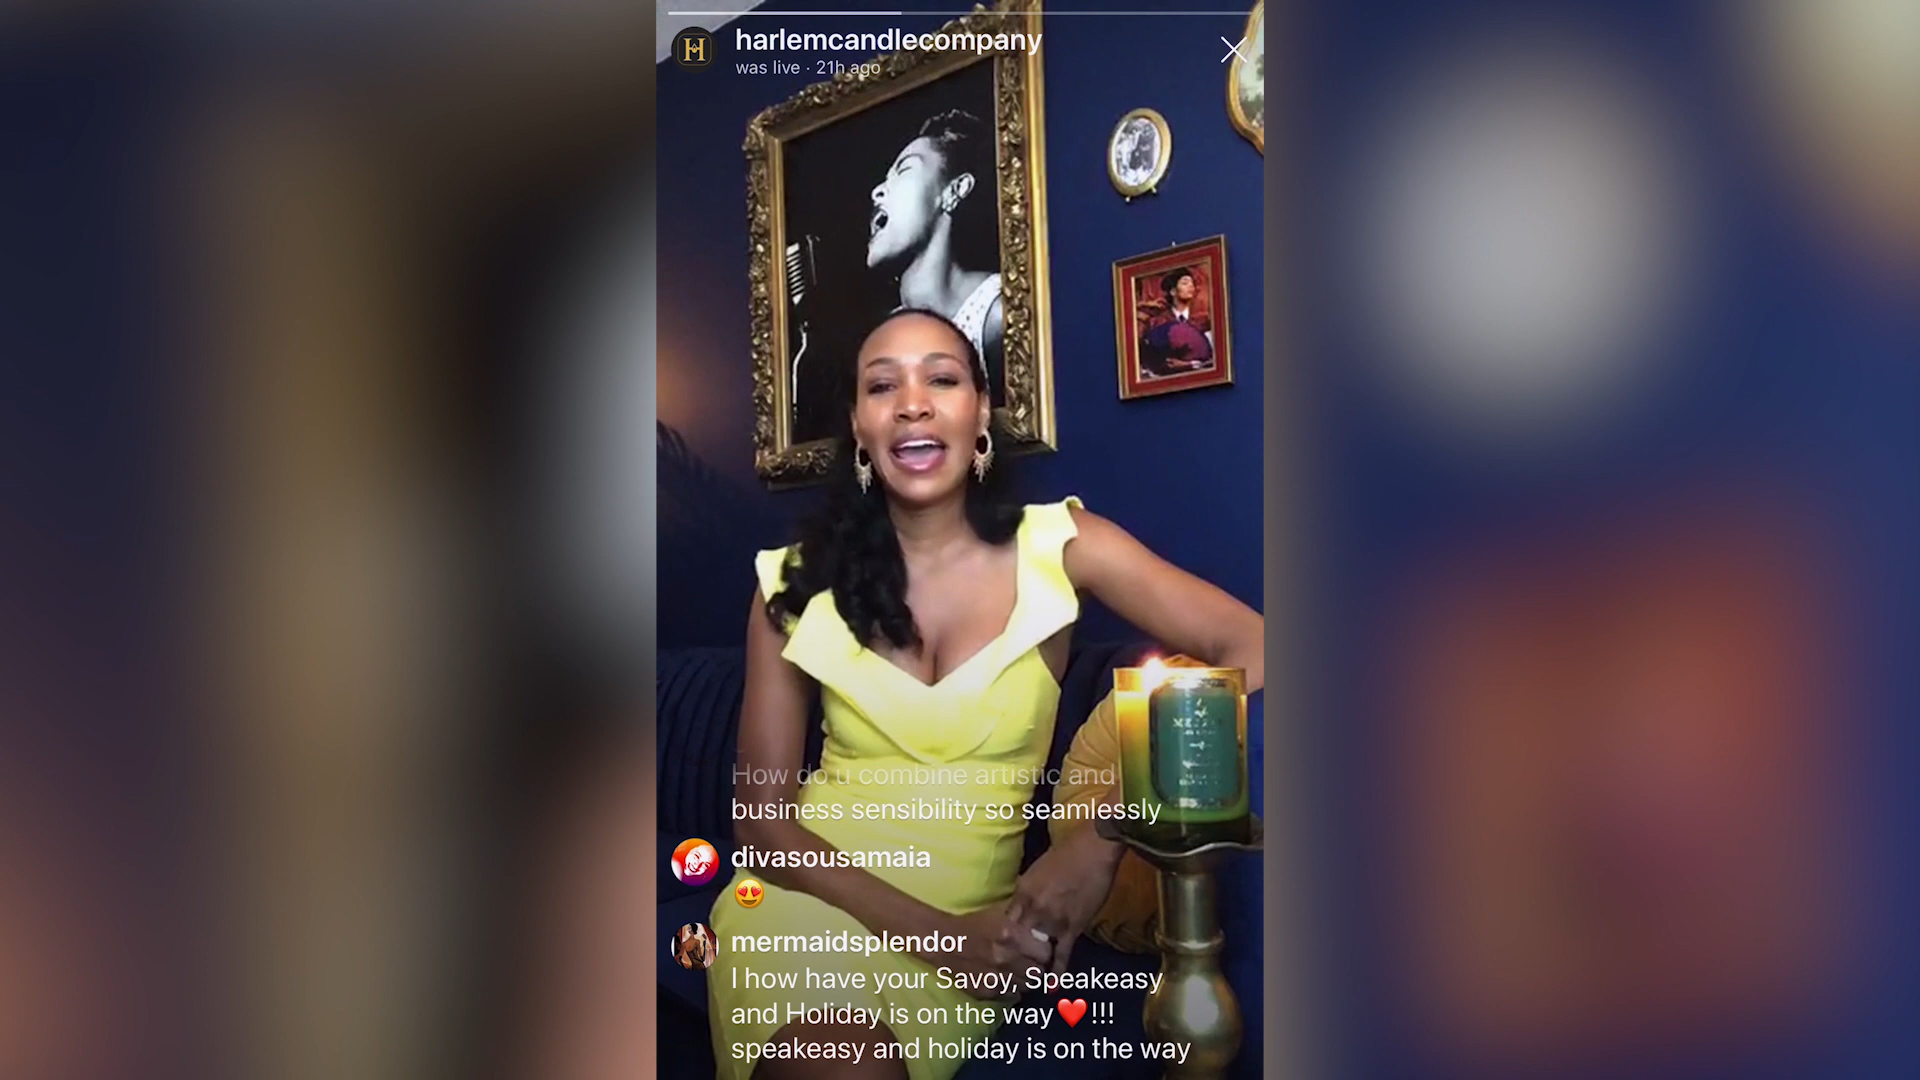 H
harlemcandlecompany
was live · 21h ago
How do u combine artistic and
business sensibility so seamlessly
divasousamaia
😍
mermaidsplendor
I how have your Savoy, Speakeasy
and Holiday is on the way❤️!!!
speakeasy and holiday is on the way